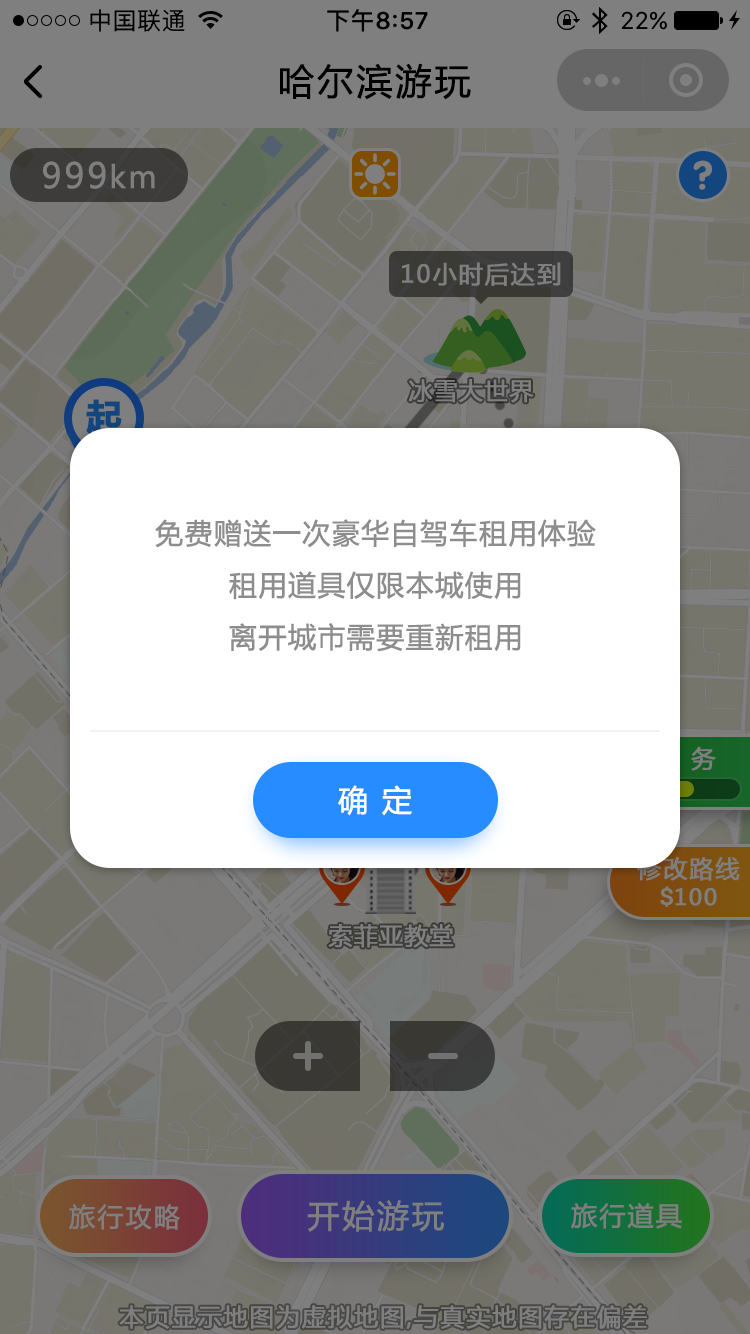 中国联通
下午8:57
22%
哈尔滨游玩
999km
?
10小时后达到
冰雪大世界
起
免费赠送一次豪华自驾车租用体验
租用道具仅限本城使用
离开城市需要重新租用
确定
务
修改路线
$100
索菲亚教堂
旅行攻略
开始游玩
旅行道具
本页显示地图为虚拟地图,与真实地图存在偏差